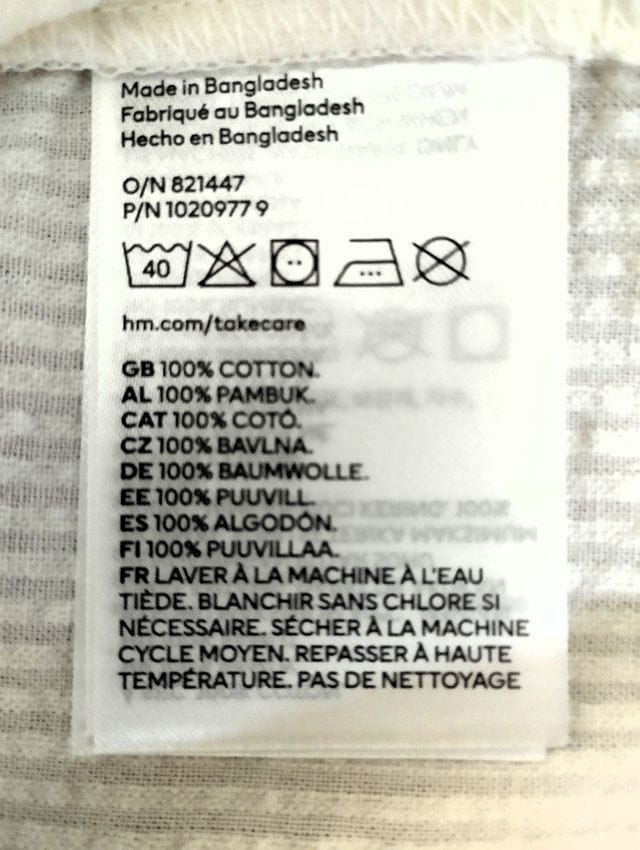 Made in Bangladesh
Fabriqué au Bangladesh
Hecho en Bangladesh
O/N 821447
P/N 1020977 9
40
hm.com/takecare
GB 100% COTTON.
AL 100% PAMBUK.
CAT 100% COTÓ.
CZ 100% BAVLNA.
DE 100% BAUMWOLLE.
EE 100% PUUVILL.
ES 100% ALGODÓN.
FI 100% PUUVILLAA.
FR LAVER À LA MACHINE À L'EAU
TIÈDE. BLANCHIR SANS CHLORE SI
NÉCESSAIRE. SÉCHER À LA MACHINE
CYCLE MOYEN. REPASSER À HAUTE
TEMPÉRATURE. PAS DE NETTOYAGE